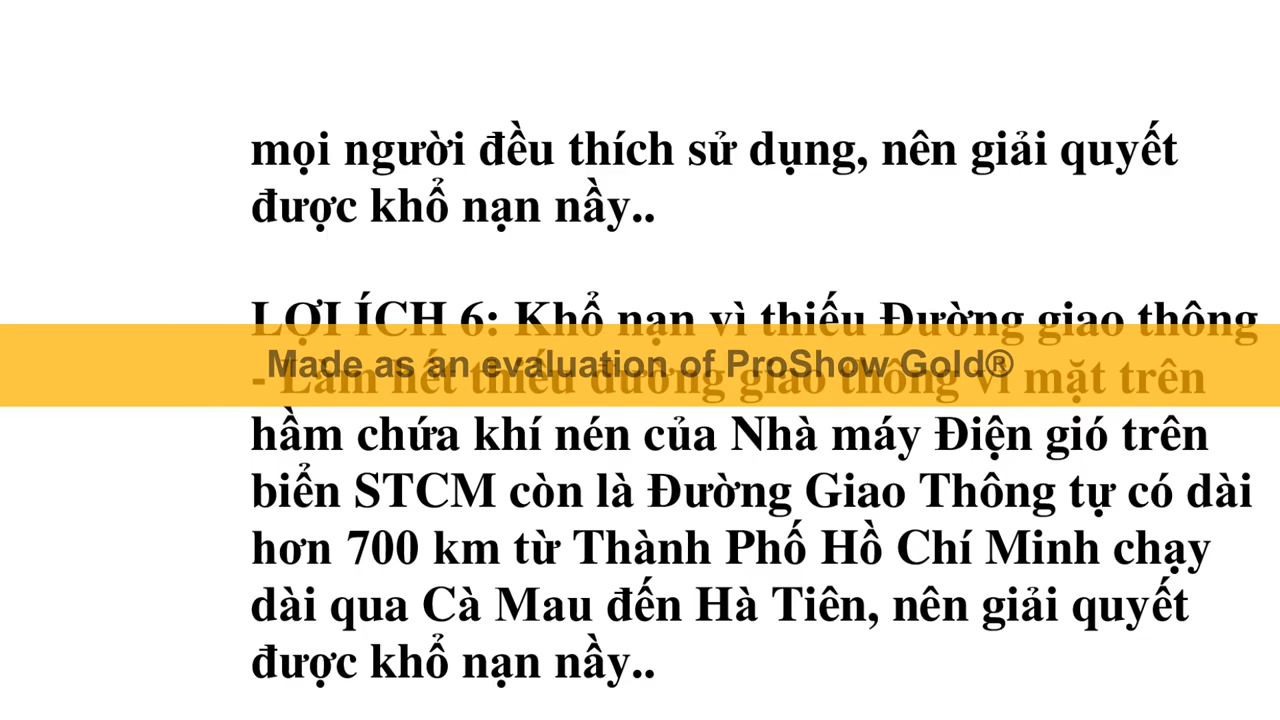 mọi người đều thích sử dụng, nên giải quyết
được khổ nạn nầy..
LỢI ÍCH 6: Khổ nạn vì thiếu Đường giao thông
Made as an evaluation of ProShow Gold®
- Làm hết thiếu đường giao thông vì mặt trên
hầm chứa khí nén của Nhà máy Điện gió trên
biển STCM còn là Đường Giao Thông tự có dài
hơn 700 km từ Thành Phố Hồ Chí Minh chạy
dài qua Cà Mau đến Hà Tiên, nên giải quyết
được khổ nạn nầy..